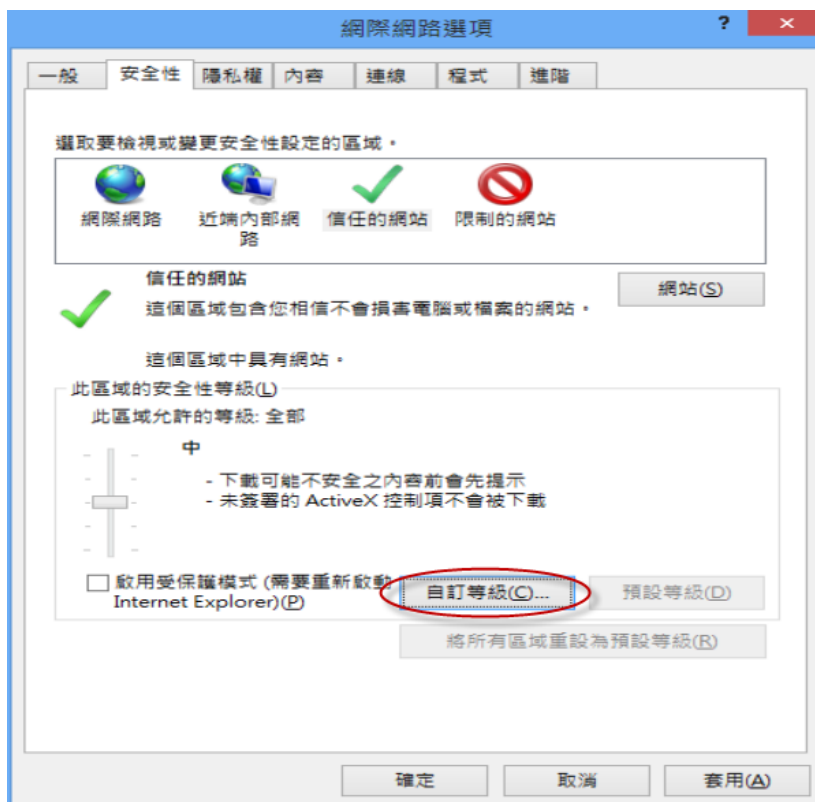 網際網路選項
?
×
一般 安全性 隱私權 內容 連線 程式 進階
選取要檢視或變更安全性設定的區域。
網際網路 近端內部網路 信任的網站 限制的網站
信任的網站
這個區域包含您相信不會損害電腦或檔案的網站。
網站(S)
這個區域中具有網站。
此區域的安全性等級(L)
此區域允許的等級: 全部
中
- 下載可能不安全之內容前會先提示
- 未簽署的 ActiveX 控制項不會被下載
啟用受保護模式 (需要重新啟動
Internet Explorer)(P)
自訂等級(C)... 預設等級(D)
將所有區域重設為預設等級(R)
確定 取消 套用(A)